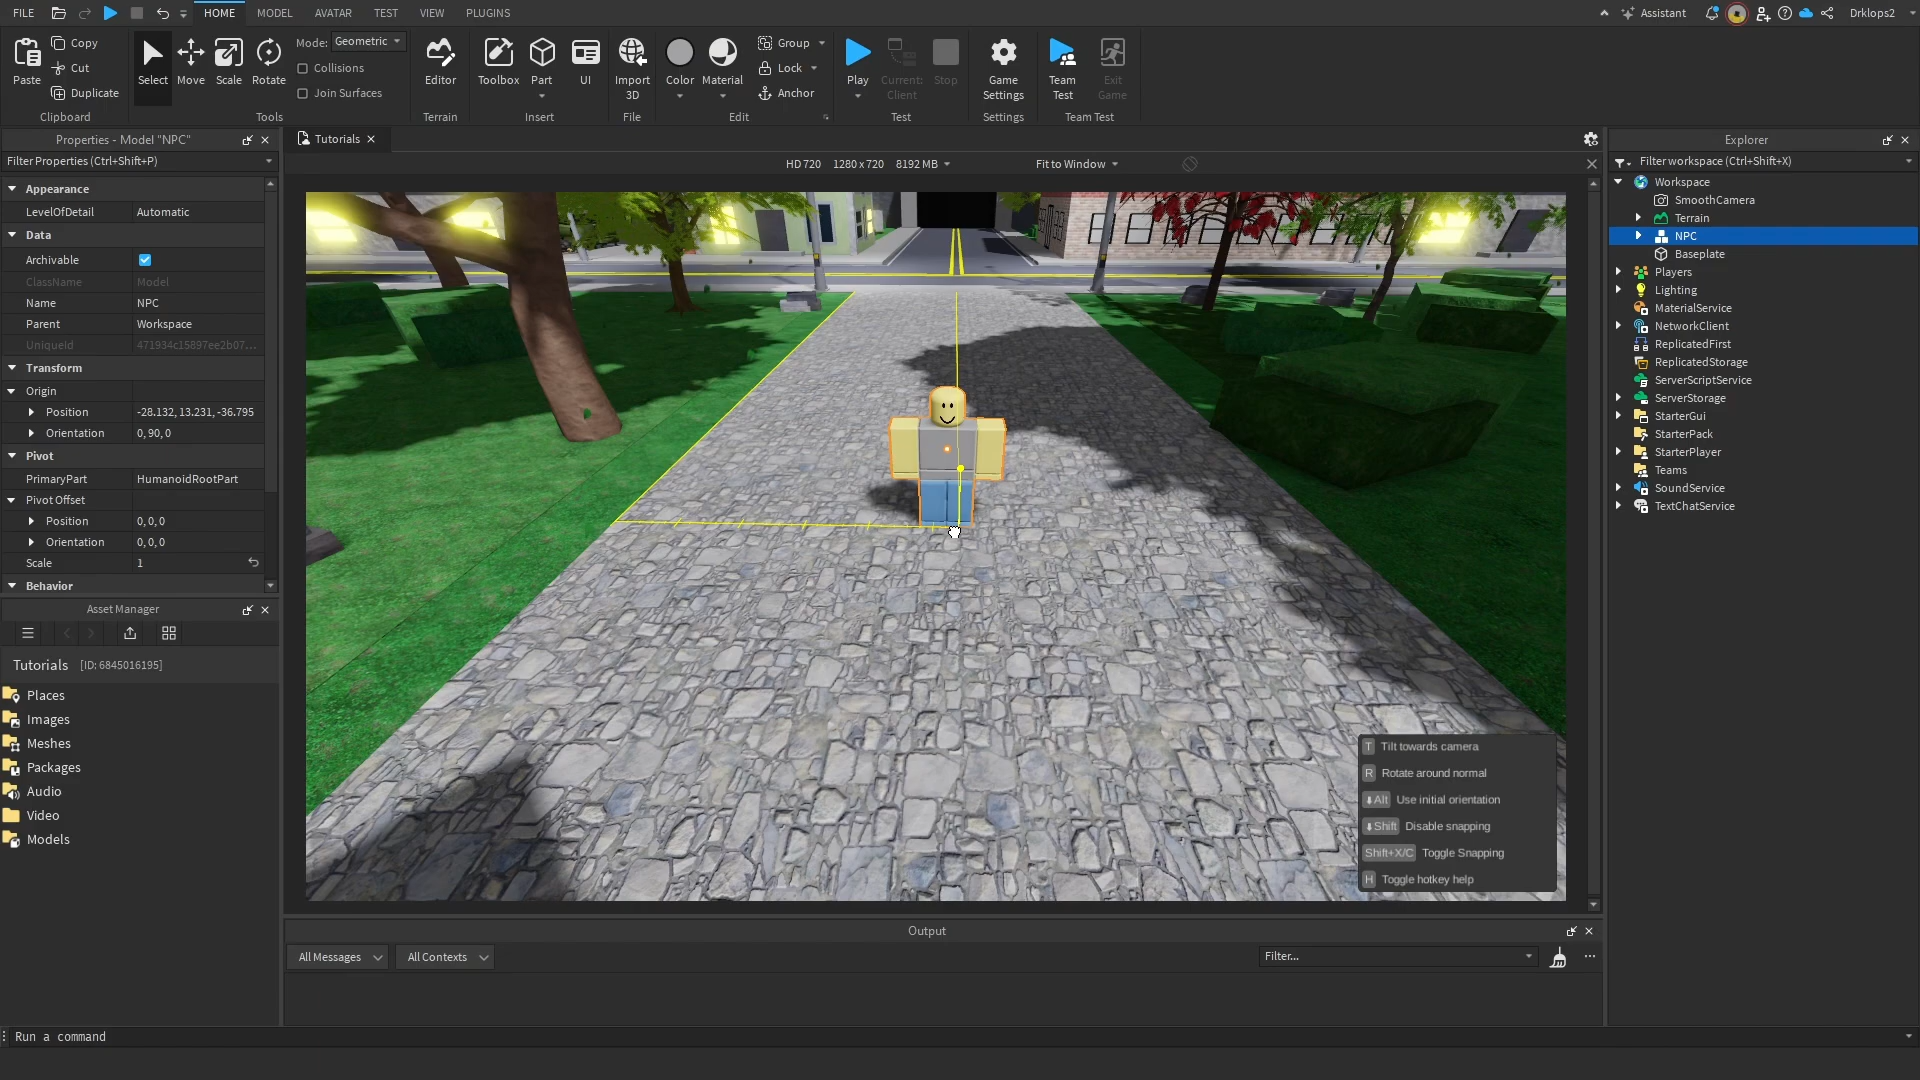 FILE HOME MODEL AVATAR TEST VIEW PLUGINS Assistant Drklops2
Paste Copy Cut Duplicate
Clipboard
Select Move Scale Rotate
Mode: Geometric
Collisions
Join Surfaces
Tools
Editor
Terrain
Toolbox Part UI
Insert
Import 3D
File
Color Material Group Lock Anchor
Edit
Play Current: Client Stop
Test
Game Settings
Settings
Team Test Exit Game
Team Test
Properties - Model "NPC"
Filter Properties (Ctrl+Shift+P)
Appearance
LevelOfDetail Automatic
Data
Archivable
ClassName Model
Name NPC
Parent Workspace
UniqueId 471934c15897ee2b07...
Transform
Origin
Position -28.132, 13.231, -36.795
Orientation 0, 90, 0
Pivot
PrimaryPart HumanoidRootPart
Pivot Offset
Position 0, 0, 0
Orientation 0, 0, 0
Scale 1
Behavior
Asset Manager
Tutorials [ID: 6845016195]
Places
Images
Meshes
Packages
Audio
Video
Models
Tutorials
HD 720 1280 x 720 8192 MB Fit to Window
T Tilt towards camera
R Rotate around normal
Alt Use initial orientation
Shift Disable snapping
Shift+X/C Toggle Snapping
H Toggle hotkey help
Output
All Messages All Contexts Filter...
Explorer
Filter workspace (Ctrl+Shift+X)
Workspace
SmoothCamera
Terrain
NPC
Baseplate
Players
Lighting
MaterialService
NetworkClient
ReplicatedFirst
ReplicatedStorage
ServerScriptService
ServerStorage
StarterGui
StarterPack
StarterPlayer
Teams
SoundService
TextChatService
Run a command